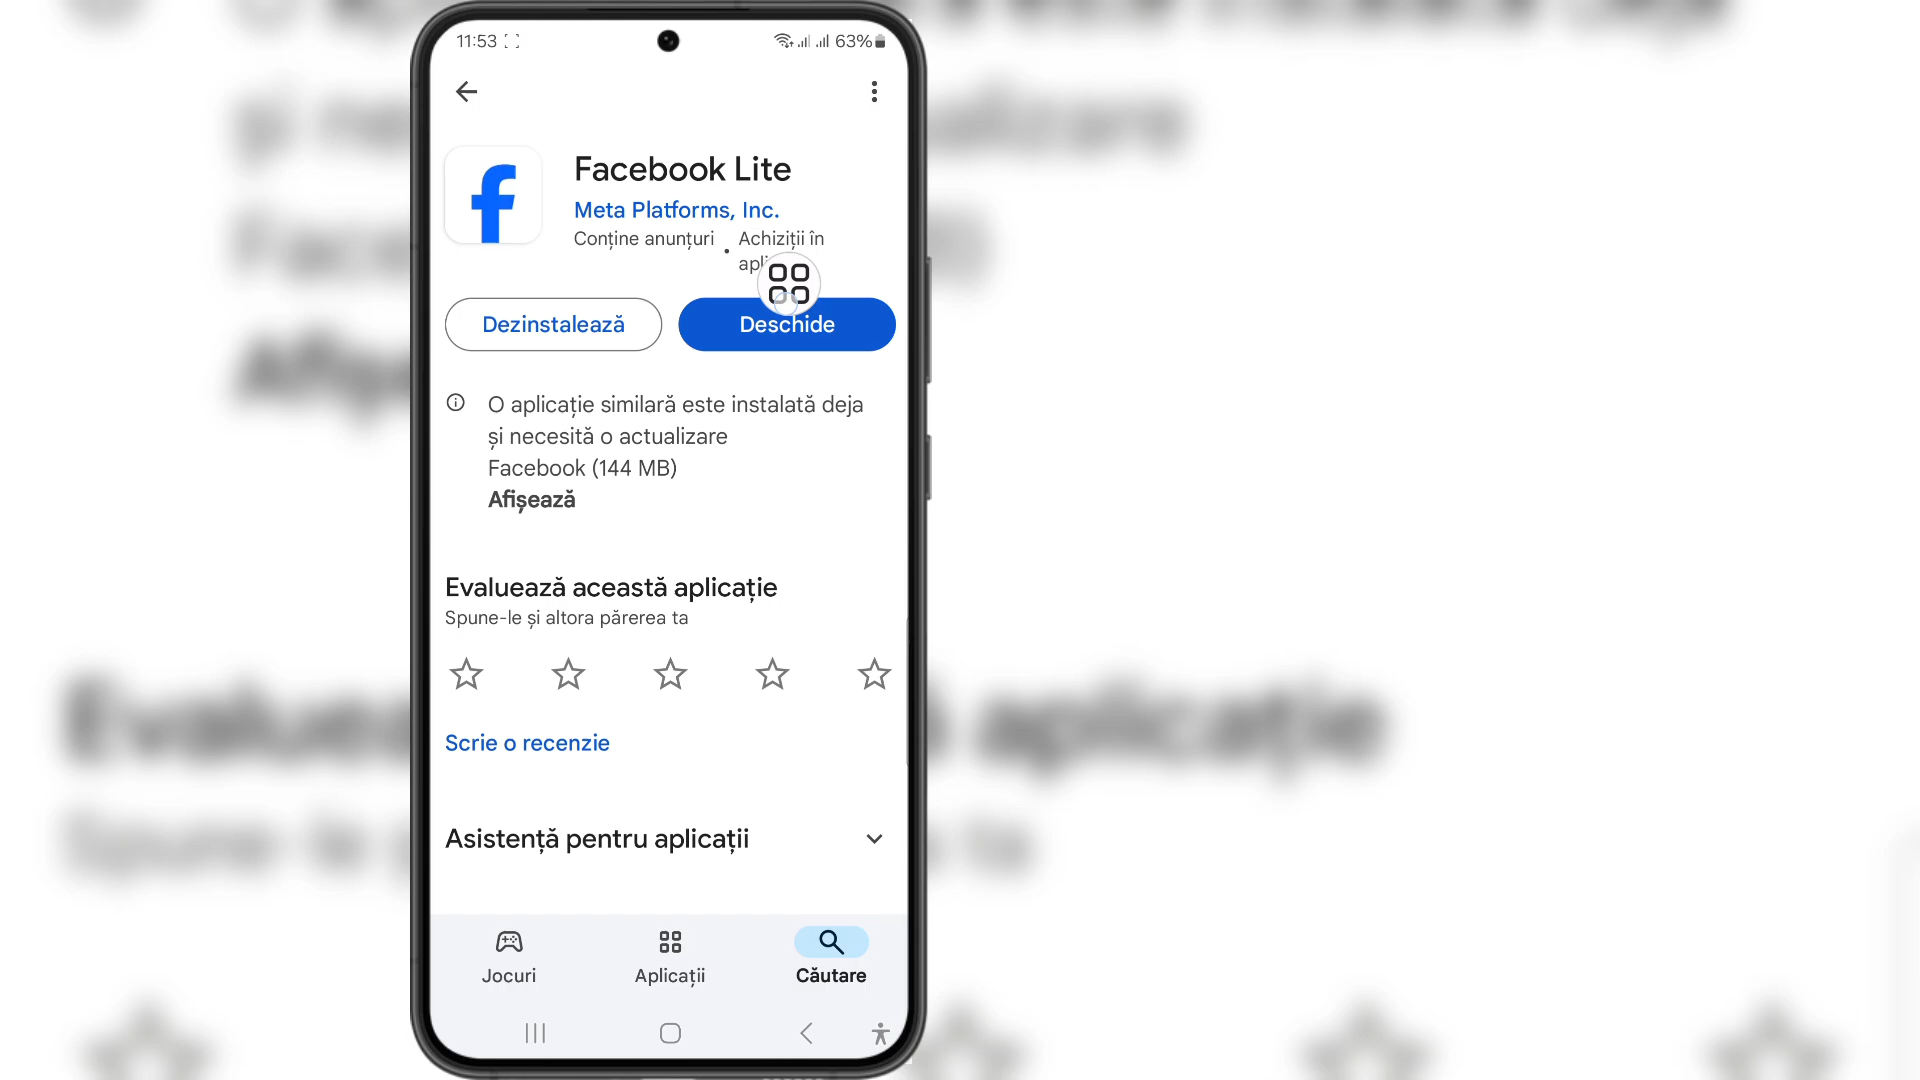 11:53
63%
Facebook Lite
Meta Platforms, Inc.
Conține anunțuri • Achiziții în
Dezinstalează
Deschide
O aplicație similară este instalată deja
și necesită o actualizare
Facebook (144 MB)
Afișează
Evaluează această aplicație
Spune-le și altora părerea ta
Scrie o recenzie
Asistență pentru aplicații
Jocuri
Aplicații
Căutare